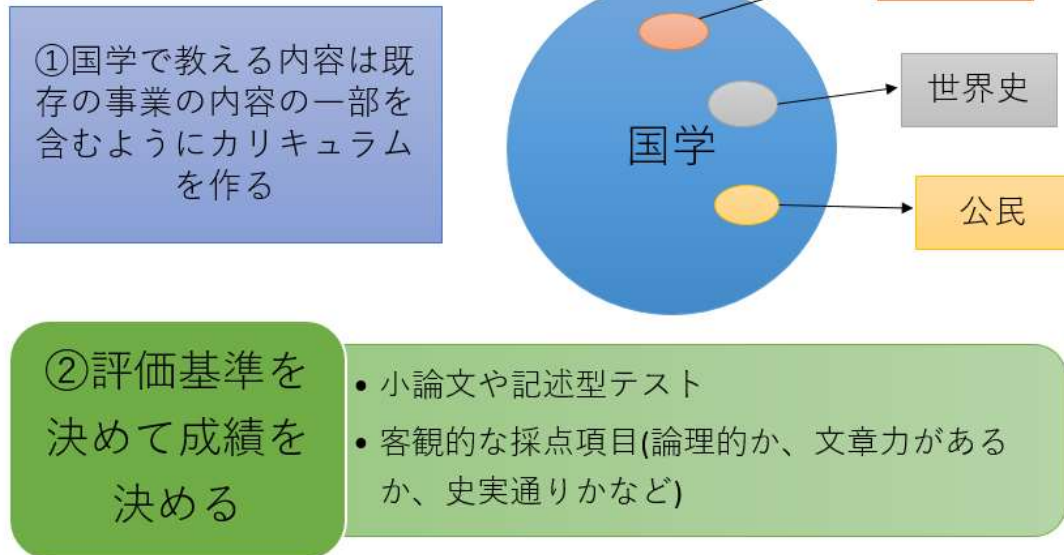 ①国学で教える内容は既
存の事業の内容の一部を
含むようにカリキュラム
を作る
国学
世界史
公民
②評価基準を
決めて成績を
決める
• 小論文や記述型テスト
• 客観的な採点項目(論理的か、文章力がある
か、史実通りかなど)